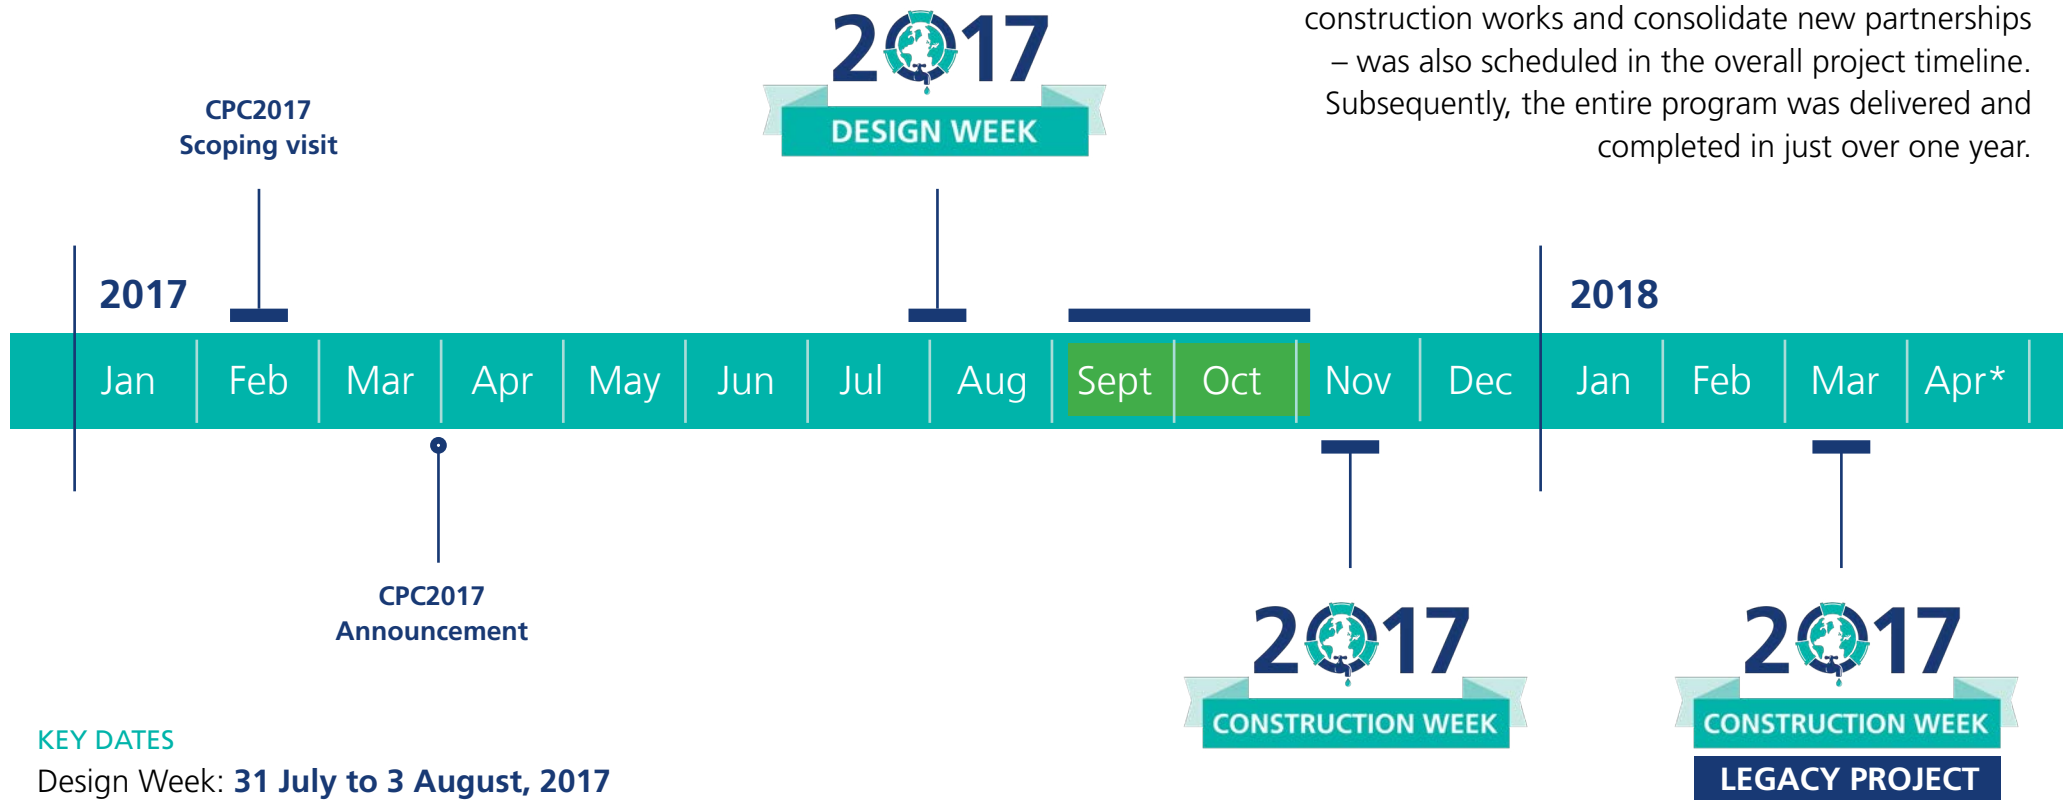 construction works and consolidate new partnerships
– was also scheduled in the overall project timeline.
Subsequently, the entire program was delivered and
completed in just over one year.
CPC2017
Scoping visit
2017
DESIGN WEEK
2017
2018
Jan Feb Mar Apr May Jun Jul Aug Sept Oct Nov Dec Jan Feb Mar Apr*
CPC2017
Announcement
2017
CONSTRUCTION WEEK
2017
CONSTRUCTION WEEK
LEGACY PROJECT
KEY DATES
Design Week: 31 July to 3 August, 2017